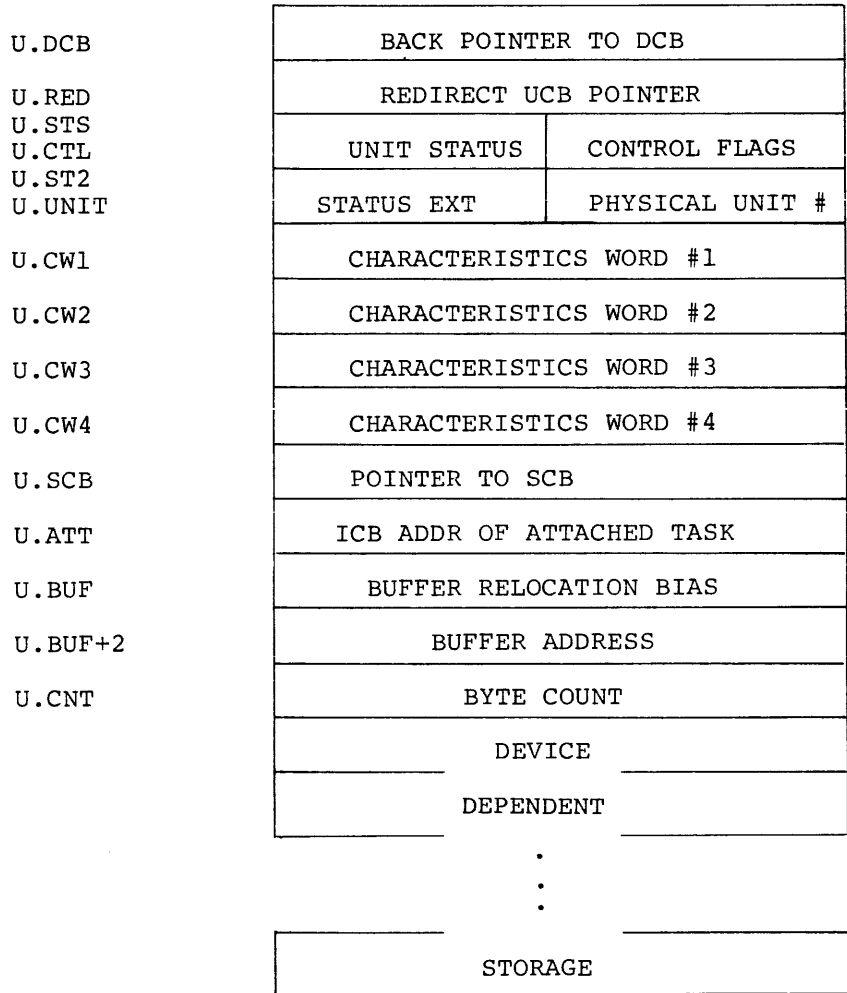 U.DCB BACK POINTER TO DCB
U.RED REDIRECT UCB POINTER
U.STS
U.CTL UNIT STATUS CONTROL FLAGS
U.ST2
U.UNIT STATUS EXT PHYSICAL UNIT #
U.CW1 CHARACTERISTICS WORD #1
U.CW2 CHARACTERISTICS WORD #2
U.CW3 CHARACTERISTICS WORD #3
U.CW4 CHARACTERISTICS WORD #4
U.SCB POINTER TO SCB
U.ATT ICB ADDR OF ATTACHED TASK
U.BUF BUFFER RELOCATION BIAS
U.BUF+2 BUFFER ADDRESS
U.CNT BYTE COUNT
DEVICE
DEPENDENT
.
.
.
STORAGE